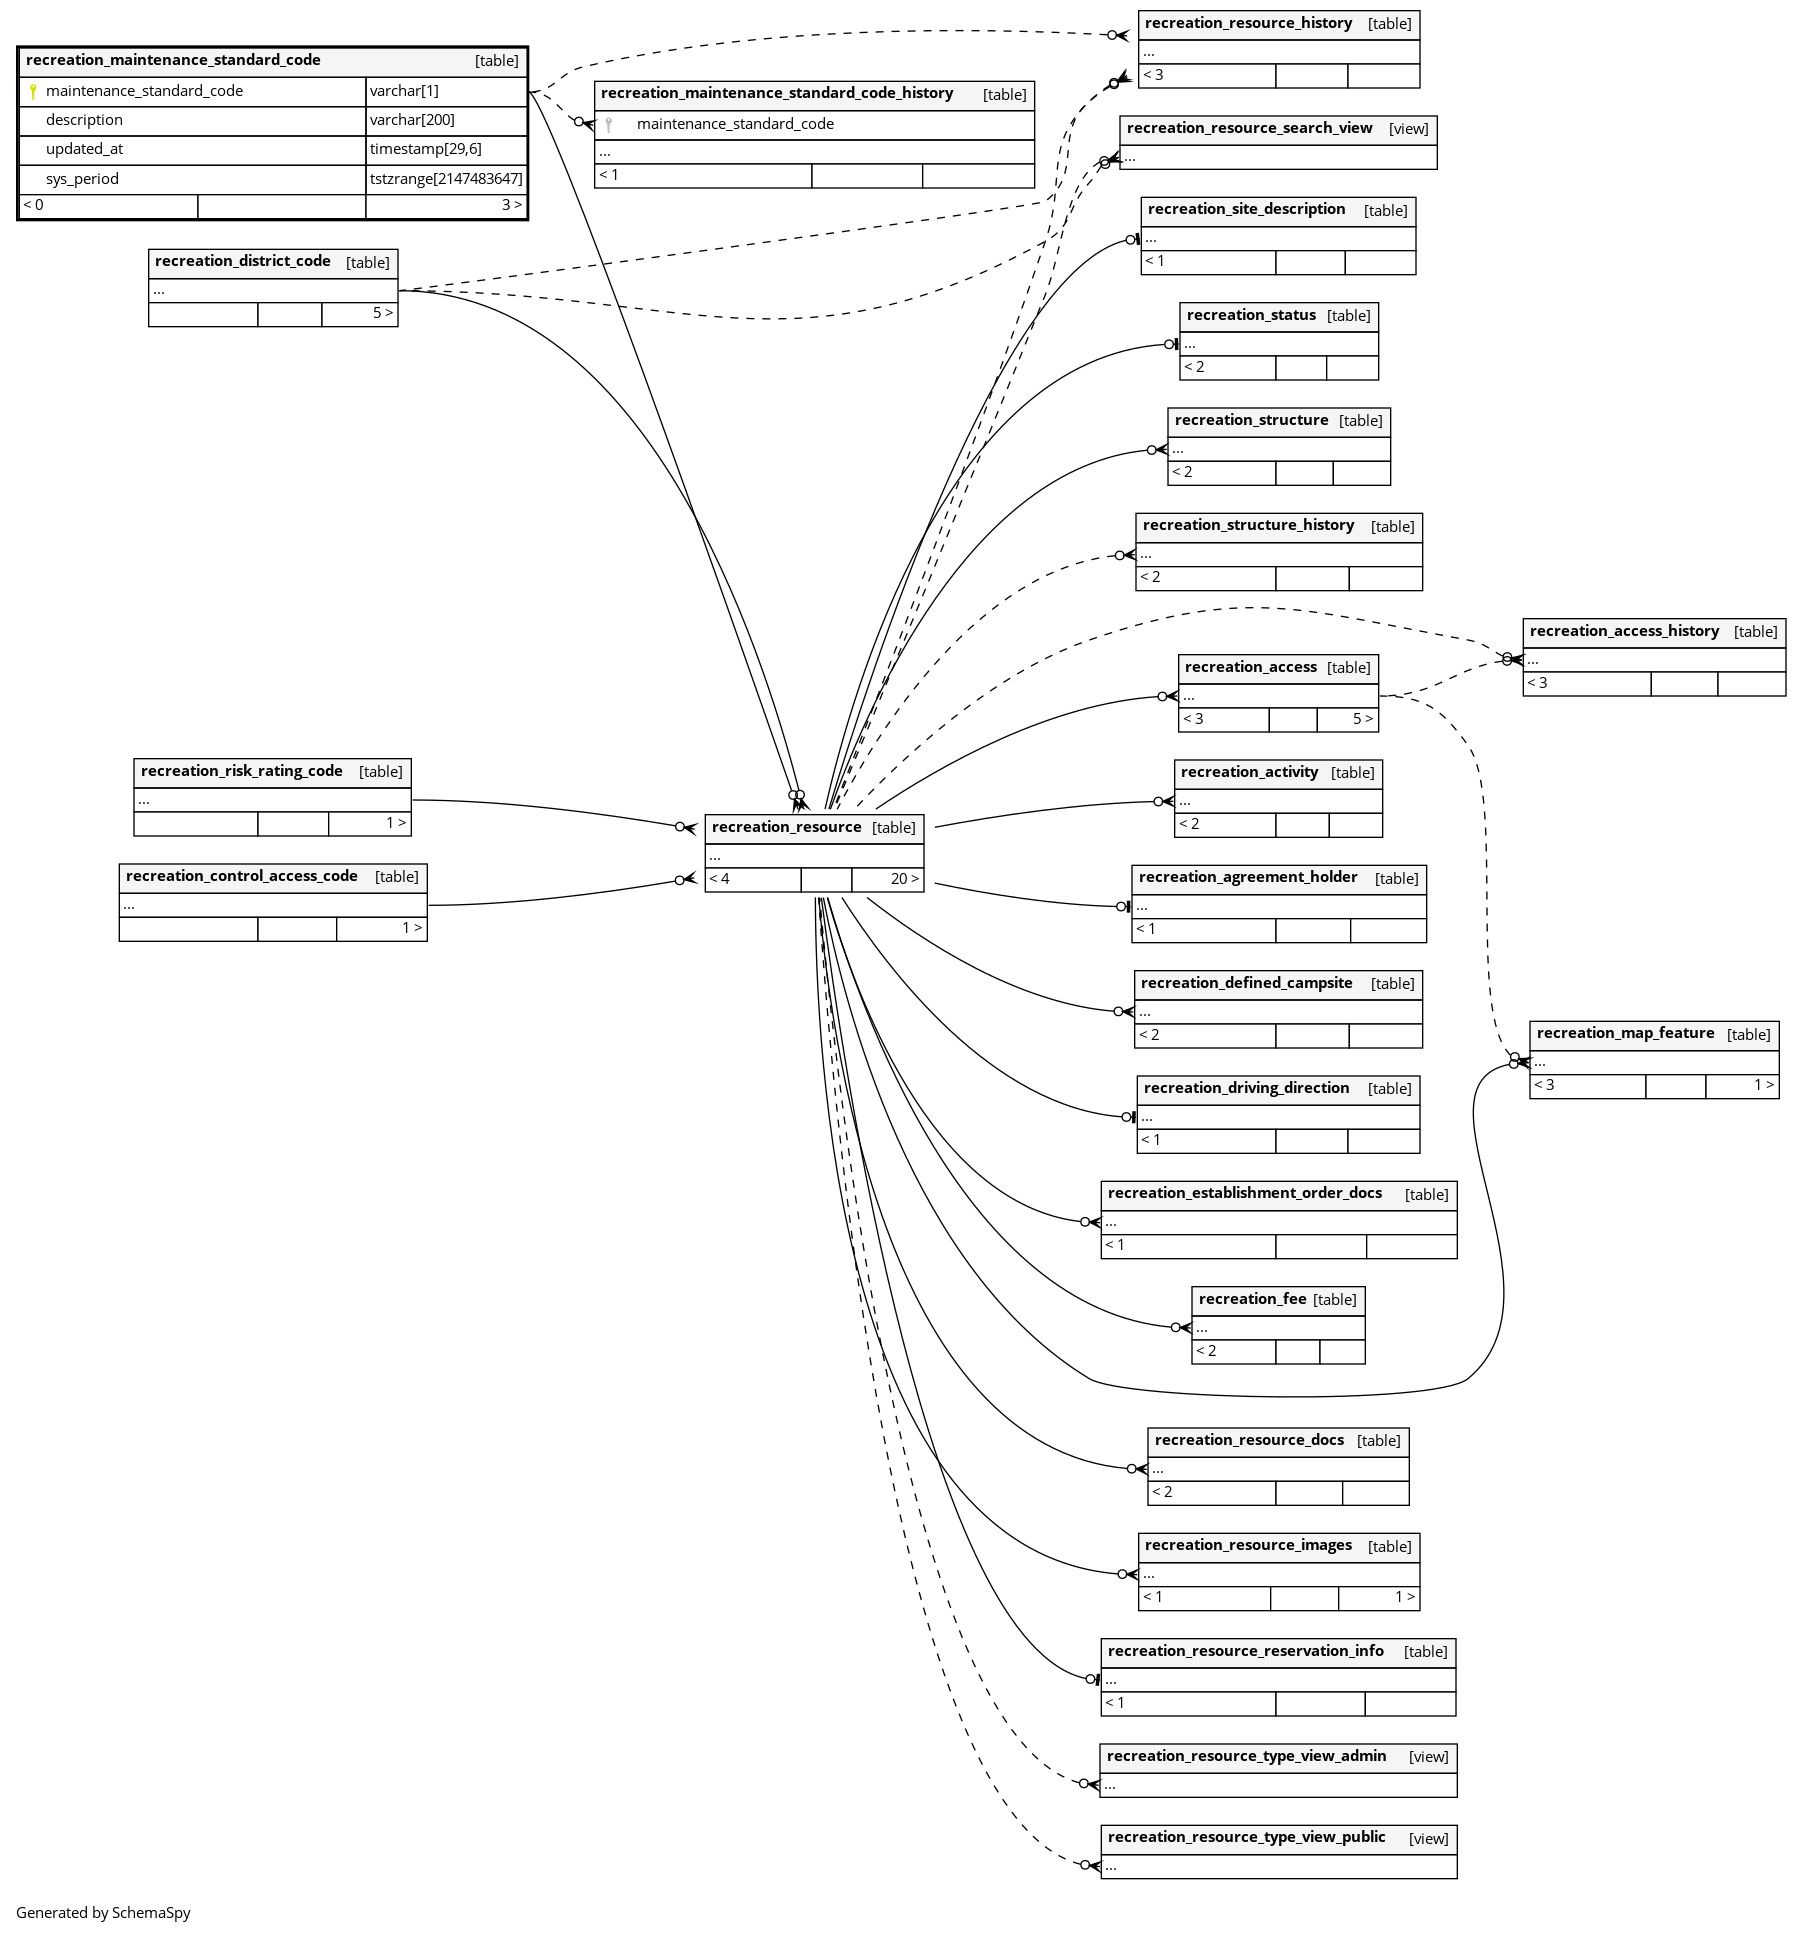 recreation_maintenance_standard_code [table]
maintenance_standard_code varchar[1]
description varchar[200]
updated_at timestamp[29,6]
sys_period tstzrange[2147483647]
< 0 3 >
recreation_maintenance_standard_code_history [table]
maintenance_standard_code
...
< 1
recreation_district_code [table]
...
5 >
recreation_risk_rating_code [table]
...
1 >
recreation_control_access_code [table]
...
1 >
recreation_resource [table]
...
< 4 20 >
recreation_resource_history [table]
...
< 3
recreation_resource_search_view [view]
...
recreation_site_description [table]
...
< 1
recreation_status [table]
...
< 2
recreation_structure [table]
...
< 2
recreation_structure_history [table]
...
< 2
recreation_access_history [table]
...
< 3
recreation_access [table]
...
< 3 5 >
recreation_activity [table]
...
< 2
recreation_agreement_holder [table]
...
< 1
recreation_defined_campsite [table]
...
< 2
recreation_map_feature [table]
...
< 3 1 >
recreation_driving_direction [table]
...
< 1
recreation_establishment_order_docs [table]
...
< 1
recreation_fee [table]
...
< 2
recreation_resource_docs [table]
...
< 2
recreation_resource_images [table]
...
< 1 1 >
recreation_resource_reservation_info [table]
...
< 1
recreation_resource_type_view_admin [view]
...
recreation_resource_type_view_public [view]
...
Generated by SchemaSpy